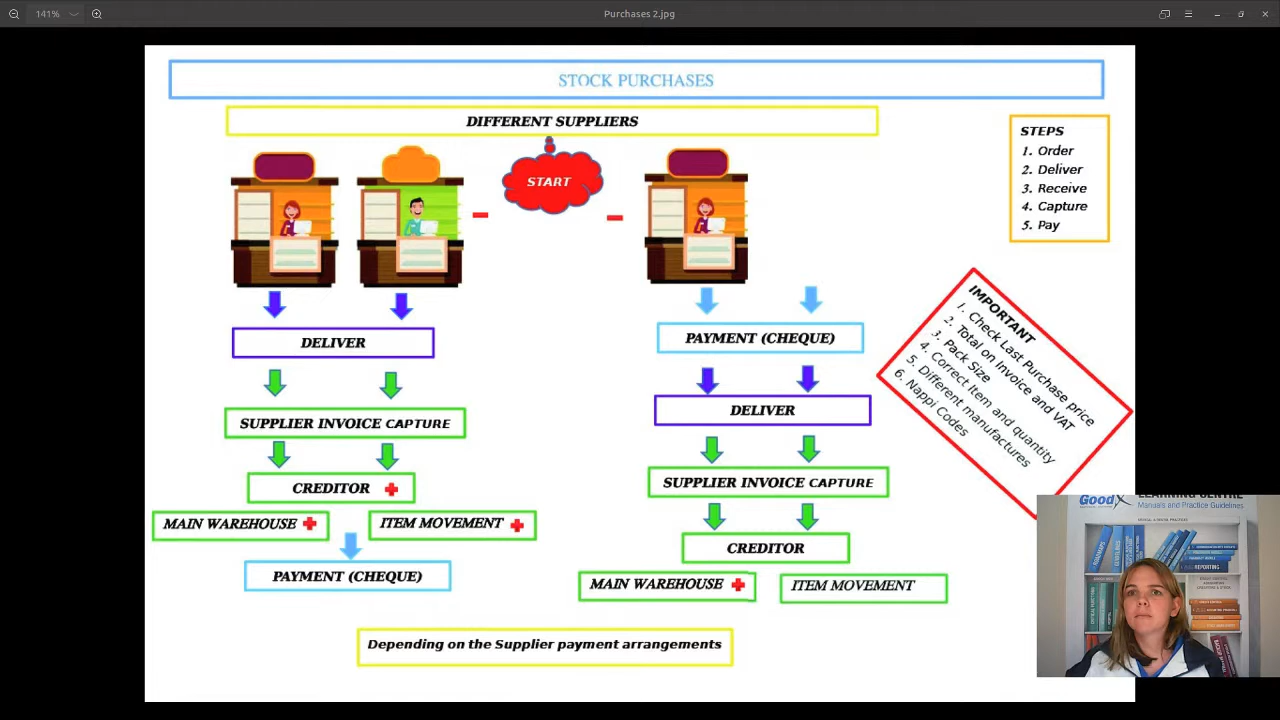 141%
Purchases 2.jpg
STOCK PURCHASES
DIFFERENT SUPPLIERS
START
STEPS
1. Order
2. Deliver
3. Receive
4. Capture
5. Pay
DELIVER
SUPPLIER INVOICE CAPTURE
CREDITOR
MAIN WAREHOUSE
ITEM MOVEMENT
PAYMENT (CHEQUE)
PAYMENT (CHEQUE)
DELIVER
SUPPLIER INVOICE CAPTURE
CREDITOR
MAIN WAREHOUSE
ITEM MOVEMENT
IMPORTANT
1. Check Last Purchase price
2. Total on Invoice and VAT
3. Pack Size
4. Correct Item and quantity
5. Different manufactures
6. Nappi Codes
Depending on the Supplier payment arrangements
GoodX LEARNING CENTRE
Manuals and Practice Guidelines
ROADMAPS
REPORTING